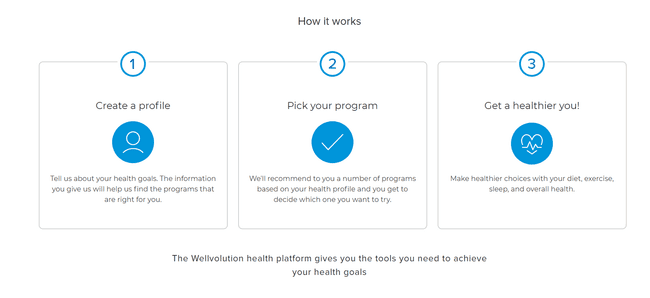 How it works
1
Create a profile
Tell us about your health goals. The information
you give us will help us find the programs that
are right for you.
2
Pick your program
We'll recommend to you a number of programs
based on your health profile and you get to
decide which one you want to try.
3
Get a healthier you!
Make healthier choices with your diet, exercise,
sleep, and overall health.
The Wellvolution health platform gives you the tools you need to achieve
your health goals